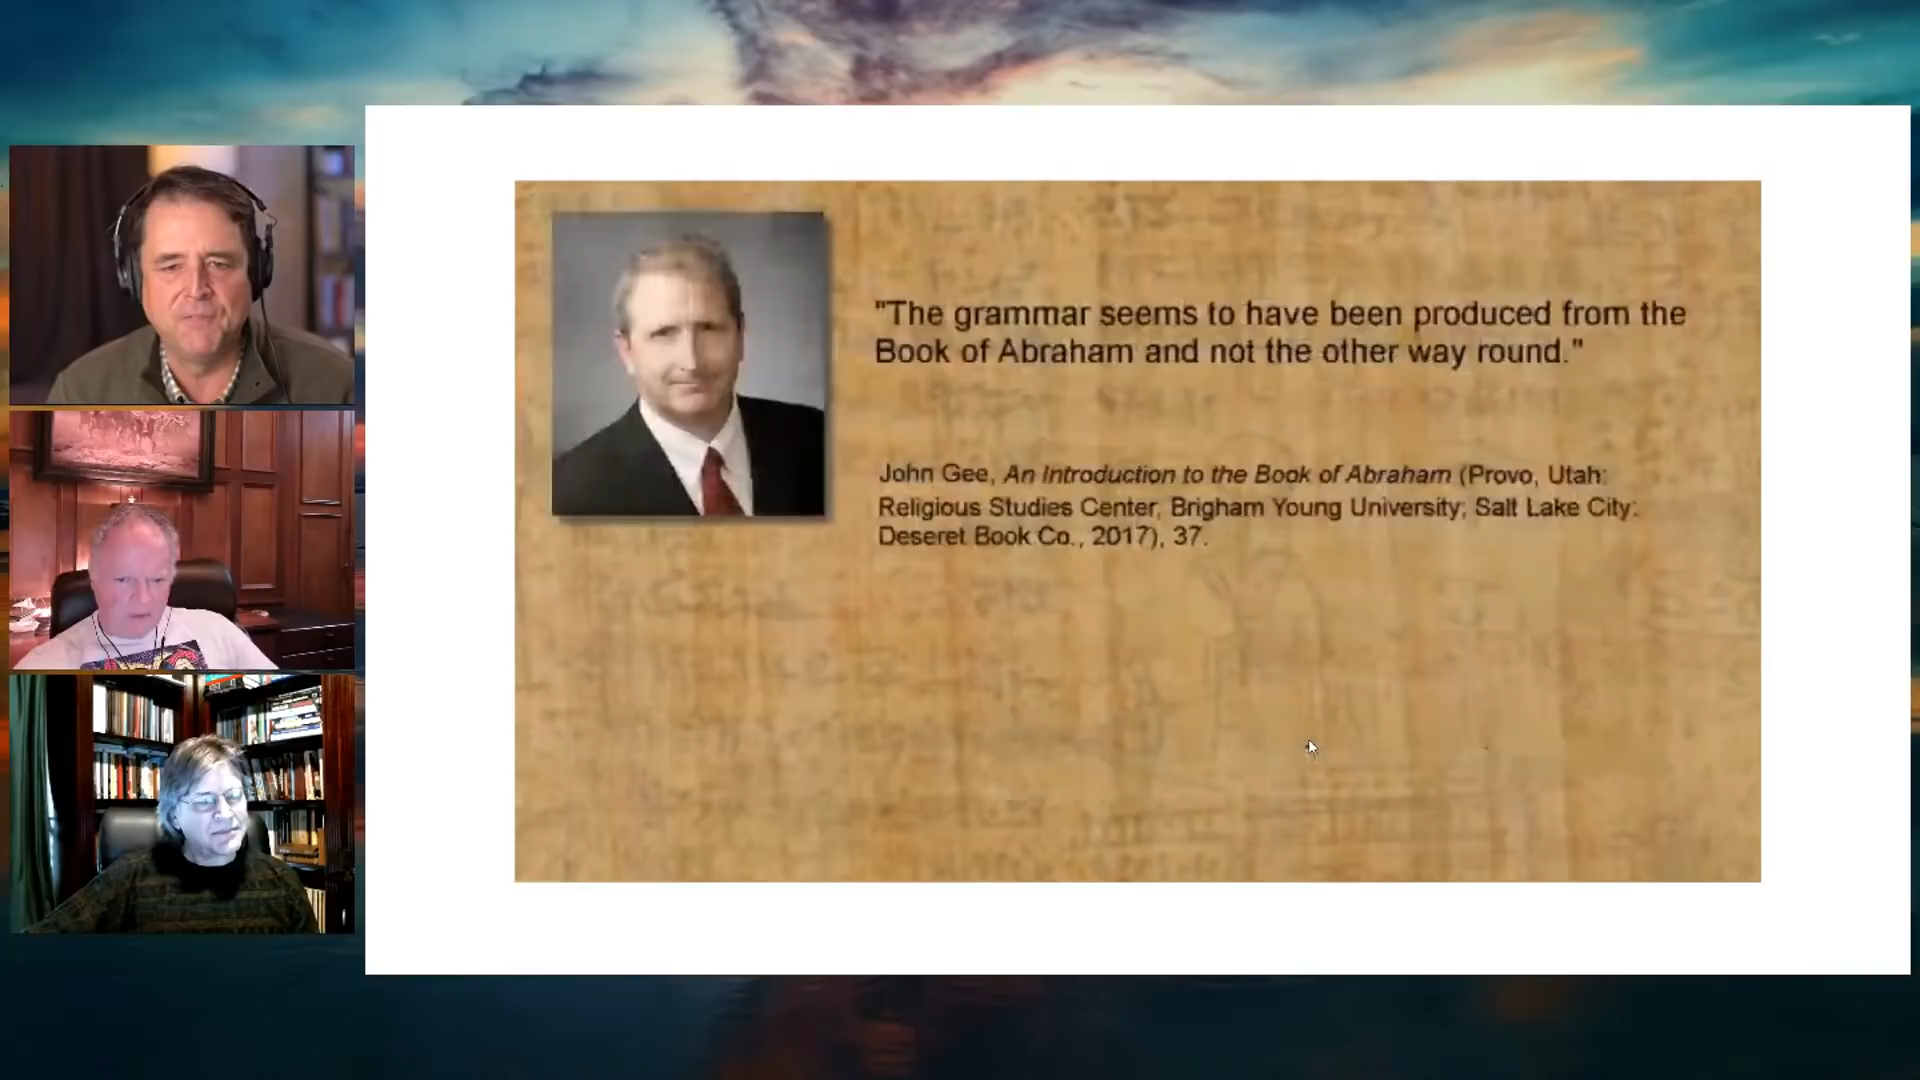 "The grammar seems to have been produced from the
Book of Abraham and not the other way round."
John Gee, An Introduction to the Book of Abraham (Provo, Utah:
Religious Studies Center, Brigham Young University; Salt Lake City:
Deseret Book Co., 2017), 37.